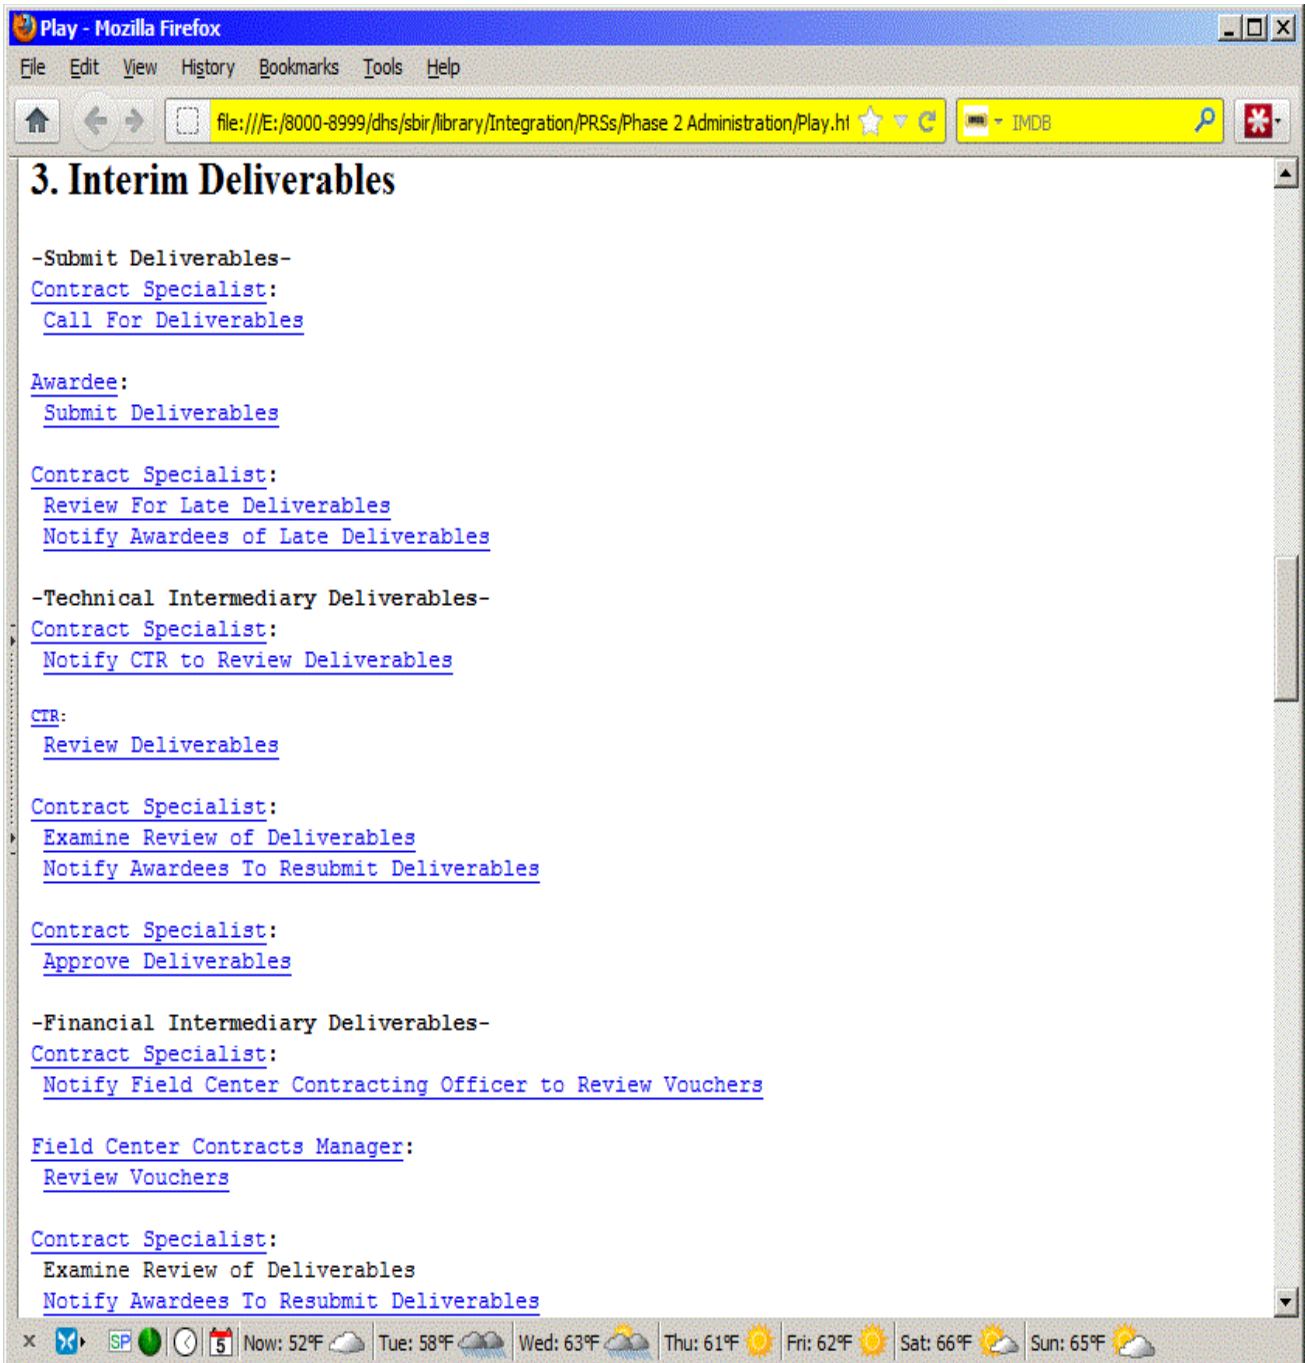 Play - Mozilla Firefox
File Edit View History Bookmarks Tools Help
file:///E:/8000-8999/dhs/sbir/library/Integration/PRSs/Phase 2 Administration/Play.ht IMDB
3. Interim Deliverables
-Submit Deliverables-
Contract Specialist:
Call For Deliverables
Awardee:
Submit Deliverables
Contract Specialist:
Review For Late Deliverables
Notify Awardees of Late Deliverables
-Technical Intermediary Deliverables-
Contract Specialist:
Notify CTR to Review Deliverables
CTR:
Review Deliverables
Contract Specialist:
Examine Review of Deliverables
Notify Awardees To Resubmit Deliverables
Contract Specialist:
Approve Deliverables
-Financial Intermediary Deliverables-
Contract Specialist:
Notify Field Center Contracting Officer to Review Vouchers
Field Center Contracts Manager:
Review Vouchers
Contract Specialist:
Examine Review of Deliverables
Notify Awardees To Resubmit Deliverables
x SP 5 Now: 52°F Tue: 58°F Wed: 63°F Thu: 61°F Fri: 62°F Sat: 66°F Sun: 65°F